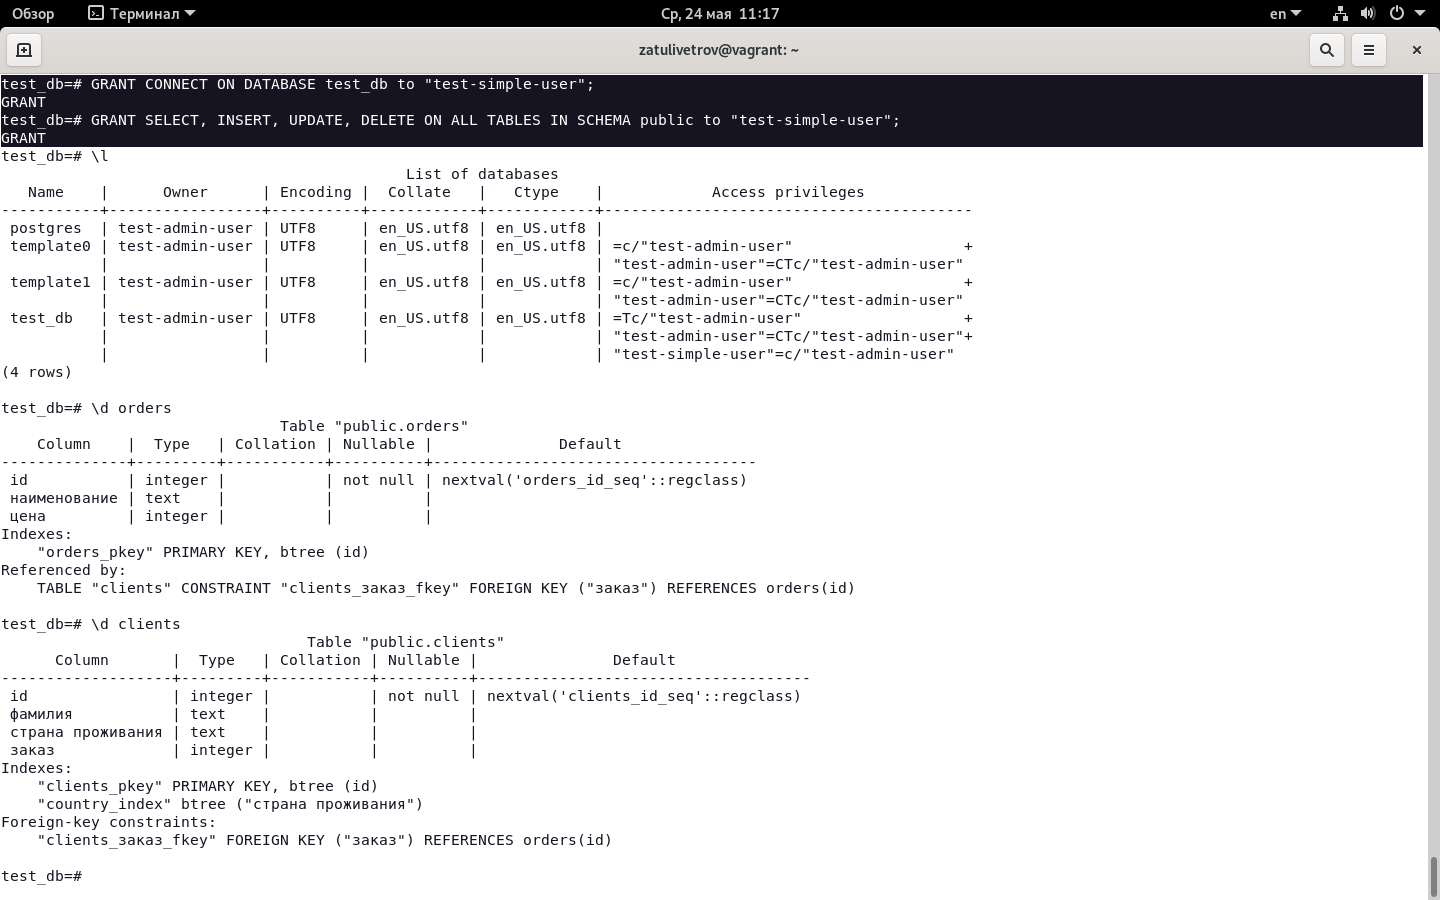 Обзор Терминал Ср, 24 мая 11:17 en
zatulivetrov@vagrant: ~
test_db=# GRANT CONNECT ON DATABASE test_db to "test-simple-user";
GRANT
test_db=# GRANT SELECT, INSERT, UPDATE, DELETE ON ALL TABLES IN SCHEMA public to "test-simple-user";
GRANT
test_db=# \l
                                             List of databases
   Name    |      Owner      | Encoding |  Collate   |   Ctype    |            Access privileges
-----------+-----------------+----------+------------+------------+-----------------------------------------
 postgres  | test-admin-user | UTF8     | en_US.utf8 | en_US.utf8 |
 template0 | test-admin-user | UTF8     | en_US.utf8 | en_US.utf8 | =c/"test-admin-user"                   +
           |                 |          |            |            | "test-admin-user"=CTc/"test-admin-user"
 template1 | test-admin-user | UTF8     | en_US.utf8 | en_US.utf8 | =c/"test-admin-user"                   +
           |                 |          |            |            | "test-admin-user"=CTc/"test-admin-user"
 test_db   | test-admin-user | UTF8     | en_US.utf8 | en_US.utf8 | =Tc/"test-admin-user"                  +
           |                 |          |            |            | "test-admin-user"=CTc/"test-admin-user"+
           |                 |          |            |            | "test-simple-user"=c/"test-admin-user"
(4 rows)

test_db=# \d orders
                               Table "public.orders"
    Column    |  Type   | Collation | Nullable |              Default
--------------+---------+-----------+----------+------------------------------------
 id           | integer |           | not null | nextval('orders_id_seq'::regclass)
 наименование | text    |           |          |
 цена         | integer |           |          |
Indexes:
    "orders_pkey" PRIMARY KEY, btree (id)
Referenced by:
    TABLE "clients" CONSTRAINT "clients_заказ_fkey" FOREIGN KEY ("заказ") REFERENCES orders(id)

test_db=# \d clients
                                  Table "public.clients"
      Column       |  Type   | Collation | Nullable |               Default
-------------------+---------+-----------+----------+-------------------------------------
 id                | integer |           | not null | nextval('clients_id_seq'::regclass)
 фамилия           | text    |           |          |
 страна проживания | text    |           |          |
 заказ             | integer |           |          |
Indexes:
    "clients_pkey" PRIMARY KEY, btree (id)
    "country_index" btree ("страна проживания")
Foreign-key constraints:
    "clients_заказ_fkey" FOREIGN KEY ("заказ") REFERENCES orders(id)

test_db=#